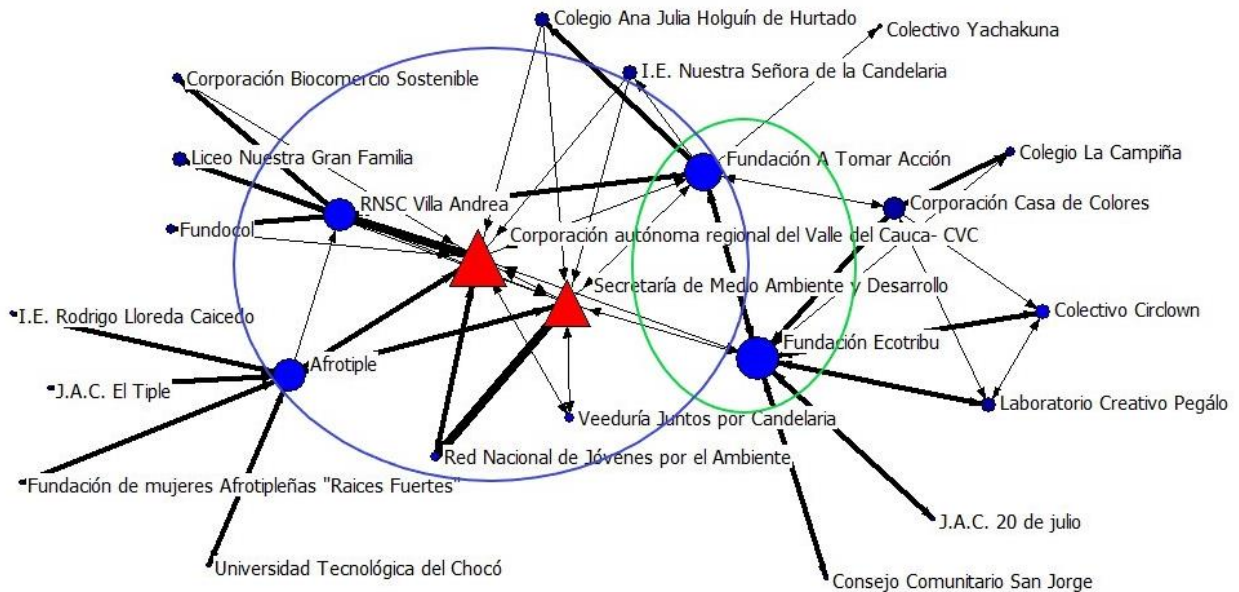 Colegio Ana Julia Holguín de Hurtado
Colectivo Yachakuna
Corporación Biocomercio Sostenible
I.E. Nuestra Señora de la Candelaria
Liceo Nuestra Gran Familia
Fundación A Tomar Acción
Colegio La Campiña
RNSC Villa Andrea
Corporación Casa de Colores
Fundocol
Corporación autónoma regional del Valle del Cauca- CVC
Secretaría de Medo Ambiente y Desarrollo
I.E. Rodrigo Lloreda Caicedo
Colectivo Circlown
Afrotiple
Fundación Ecotribu
J.A.C. El Tiple
Laboratorio Creativo Pegálo
Veeduría Juntos por Candelaria
Red Nacional de Jóvenes por el Ambiente
Fundación de mujeres Afrotipleñas "Raices Fuertes"
J.A.C. 20 de julio
Universidad Tecnológica del Chocó
Consejo Comunitario San Jorge